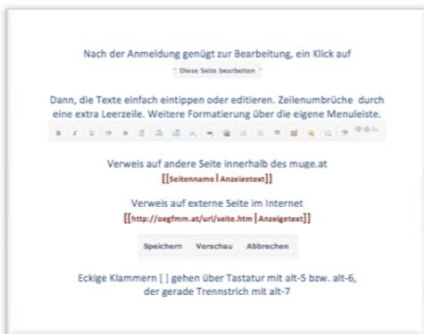 Nach der Anmeldung genügt zur Bearbeitung, ein Klick auf
" Diese Seite bearbeiten "
Dann, die Texte einfach eintippen oder editieren. Zeilenumbrüche durch
eine extra Leerzeile. Weitere Formatierung über die eigene Menuleiste.
Verweis auf andere Seite innerhalb des muge.at
[[Seitenname|Anzeigetext]]
Verweis auf externe Seite im Internet
[[http://oegfmm.at/url/seite.htm|Anzeigetext]]
Speichern Vorschau Abbrechen
Eckige Klammern [ ] gehen über Tastatur mit alt-5 bzw. alt-6,
der gerade Trennstrich mit alt-7